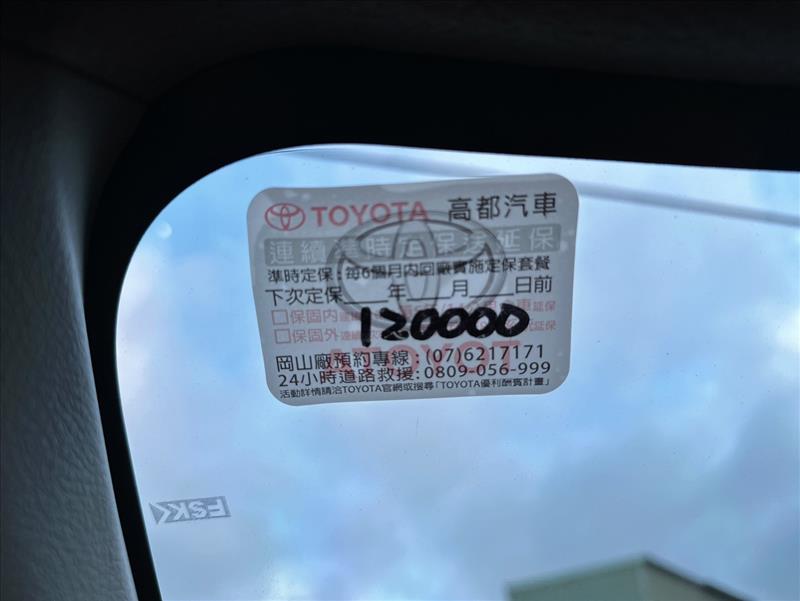 TOYOTA 高都汽車
連續準時定保送延保
準時定保:每6個月內回廠實施定保套餐
下次定保____年____月____日前
□保固內
□保固外
120000
岡山廠預約專線:(07)6217171
24小時道路救援:0809-056-999
活動詳情請洽TOYOTA官網或搜尋「TOYOTA優利酬賓計畫」
TOYOTA
FSK